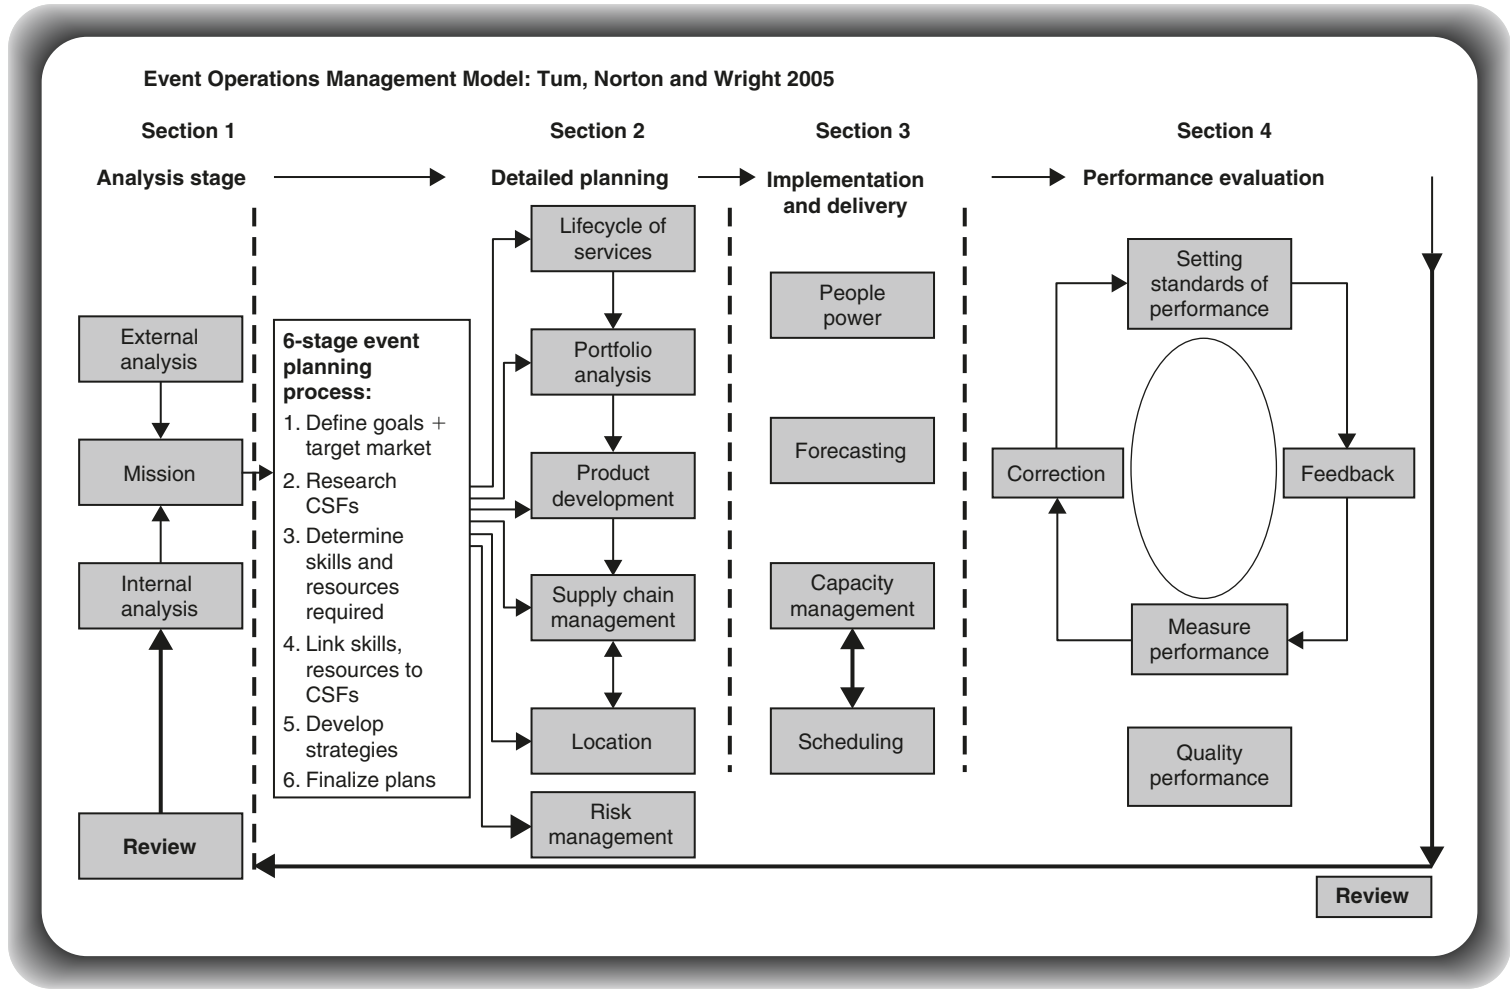 Event Operations Management Model: Tum, Norton and Wright 2005
Section 1
Analysis stage
External
analysis
Mission
Internal
analysis
Review
6-stage event
planning
process:
1. Define goals +
target market
2. Research
CSFs
3. Determine
skills and
resources
required
4. Link skills,
resources to
CSFs
5. Develop
strategies
6. Finalize plans
Section 2
Detailed planning
Lifecycle of
services
Portfolio
analysis
Product
development
Supply chain
management
Location
Risk
management
Section 3
Implementation
and delivery
People
power
Forecasting
Capacity
management
Scheduling
Section 4
Performance evaluation
Setting
standards of
performance
Correction
Feedback
Measure
performance
Quality
performance
Review